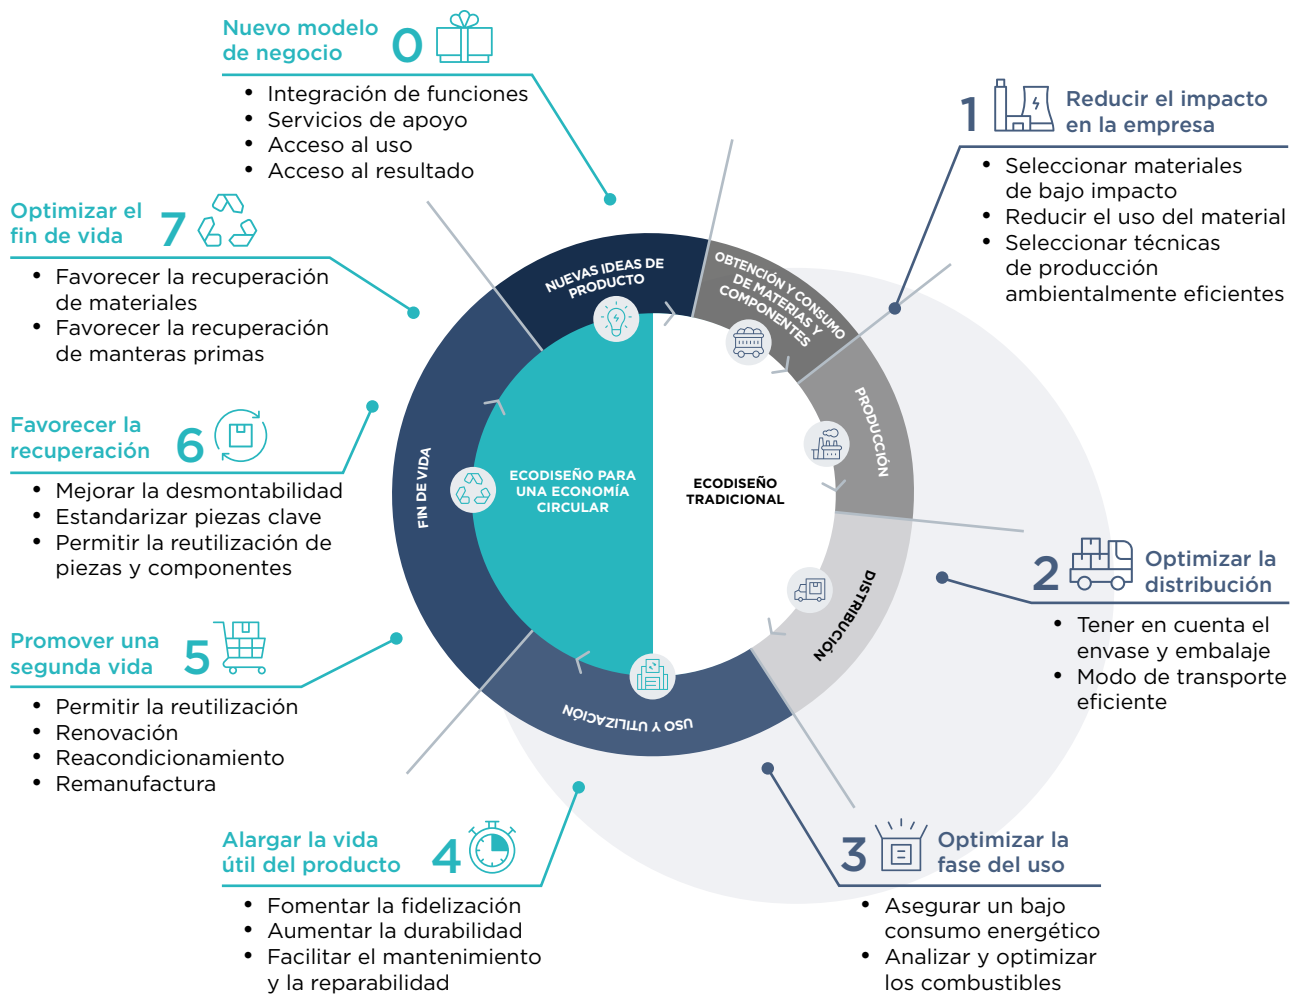 Nuevo modelo
de negocio
0
• Integración de funciones
• Servicios de apoyo
• Acceso al uso
• Acceso al resultado
1
Reducir el impacto
en la empresa
• Seleccionar materiales
de bajo impacto
• Reducir el uso del material
• Seleccionar técnicas
de producción
ambientalmente eficientes
Optimizar el
fin de vida
7
• Favorecer la recuperación
de materiales
• Favorecer la recuperación
de manteras primas
NUEVAS IDEAS DE
PRODUCTO
OBTENCIÓN Y CONSUMO
DE MATERIAS Y
COMPONENTES
PRODUCCIÓN
DISTRIBUCIÓN
USO Y UTILIZACIÓN
FIN DE VIDA
ECODISEÑO PARA
UNA ECONOMÍA
CIRCULAR
ECODISEÑO
TRADICIONAL
Favorecer la
recuperación
6
• Mejorar la desmontabilidad
• Estandarizar piezas clave
• Permitir la reutilización de
piezas y componentes
2
Optimizar la
distribución
• Tener en cuenta el
envase y embalaje
• Modo de transporte
eficiente
Promover una
segunda vida
5
• Permitir la reutilización
• Renovación
• Reacondicionamiento
• Remanufactura
Alargar la vida
útil del producto
4
• Fomentar la fidelización
• Aumentar la durabilidad
• Facilitar el mantenimiento
y la reparabilidad
3
Optimizar la
fase del uso
• Asegurar un bajo
consumo energético
• Analizar y optimizar
los combustibles